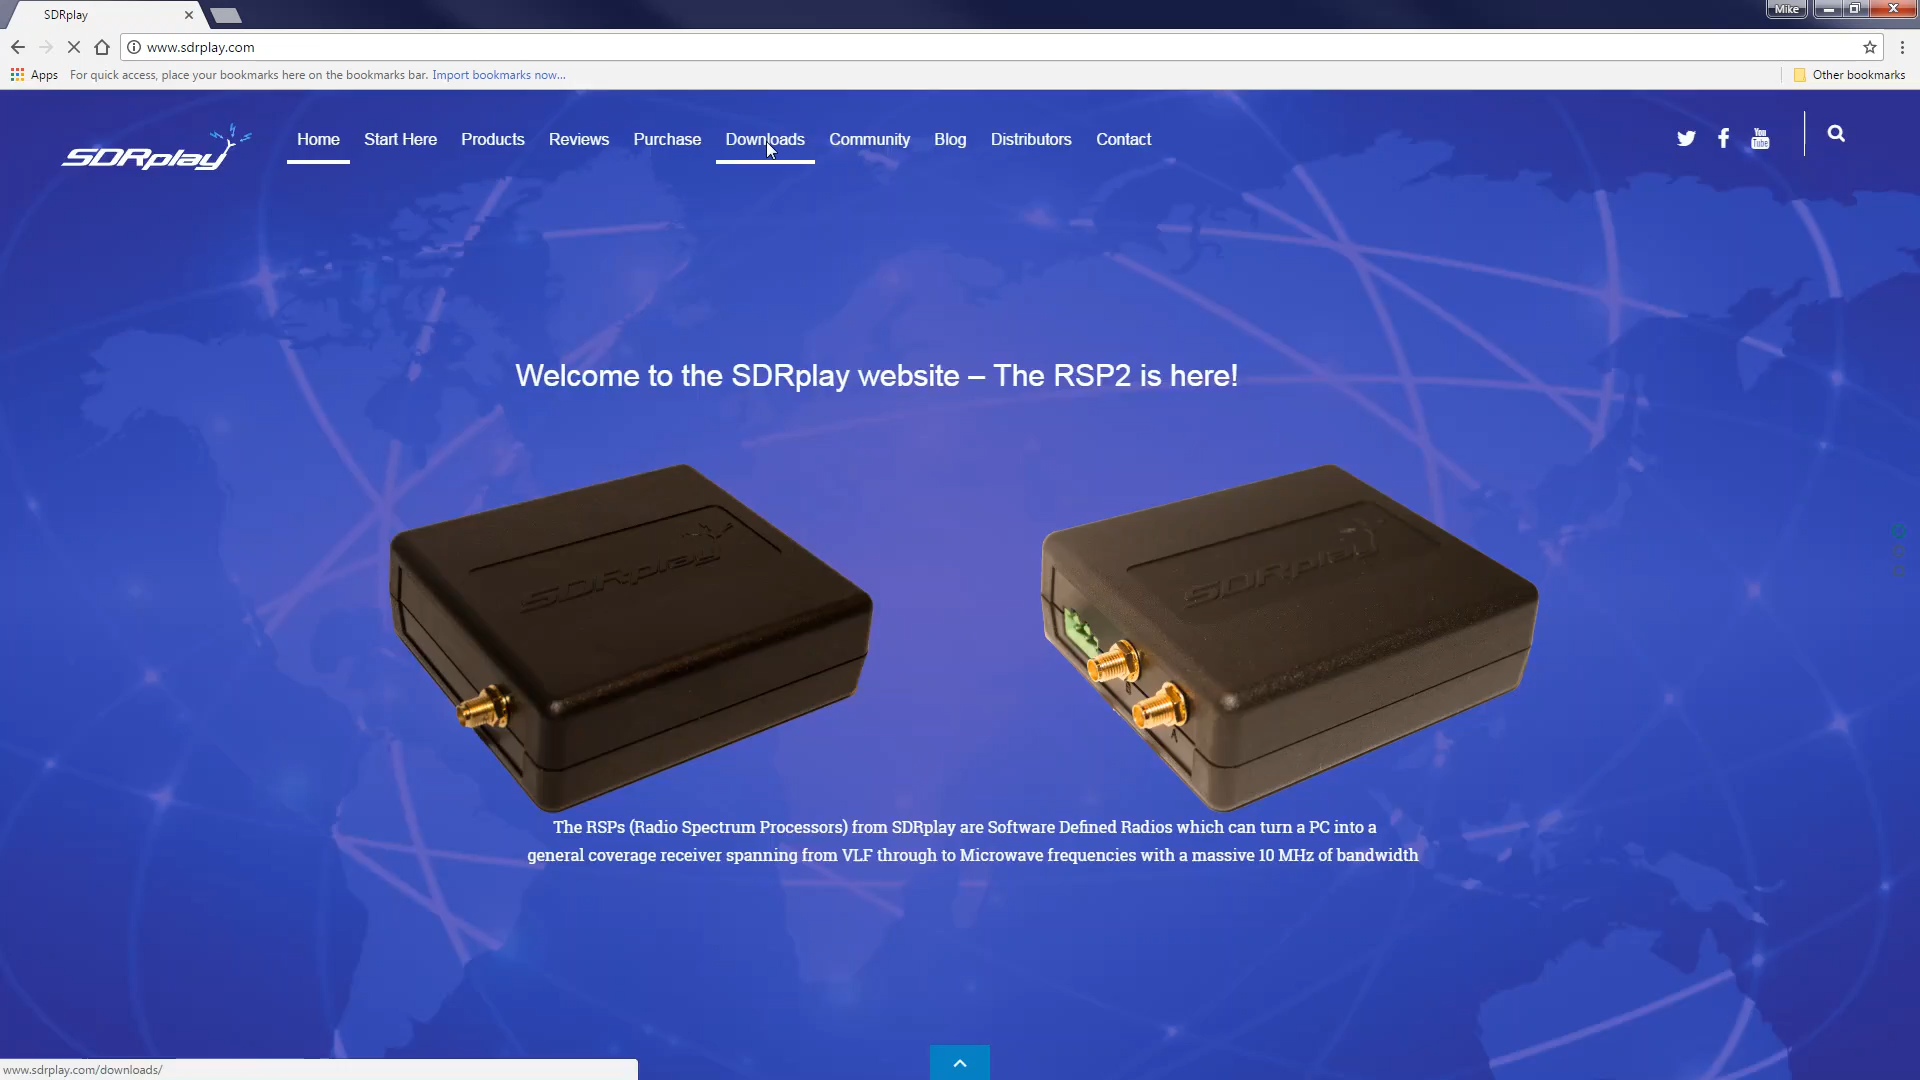 SDRplay
Mike
www.sdrplay.com
Apps For quick access, place your bookmarks here on the bookmarks bar. Import bookmarks now...
Other bookmarks
SDRplay
Home Start Here Products Reviews Purchase Downloads Community Blog Distributors Contact
You
Tube
Welcome to the SDRplay website – The RSP2 is here!
SDRplay
SDRplay
B
A
The RSPs (Radio Spectrum Processors) from SDRplay are Software Defined Radios which can turn a PC into a
general coverage receiver spanning from VLF through to Microwave frequencies with a massive 10 MHz of bandwidth
www.sdrplay.com/downloads/